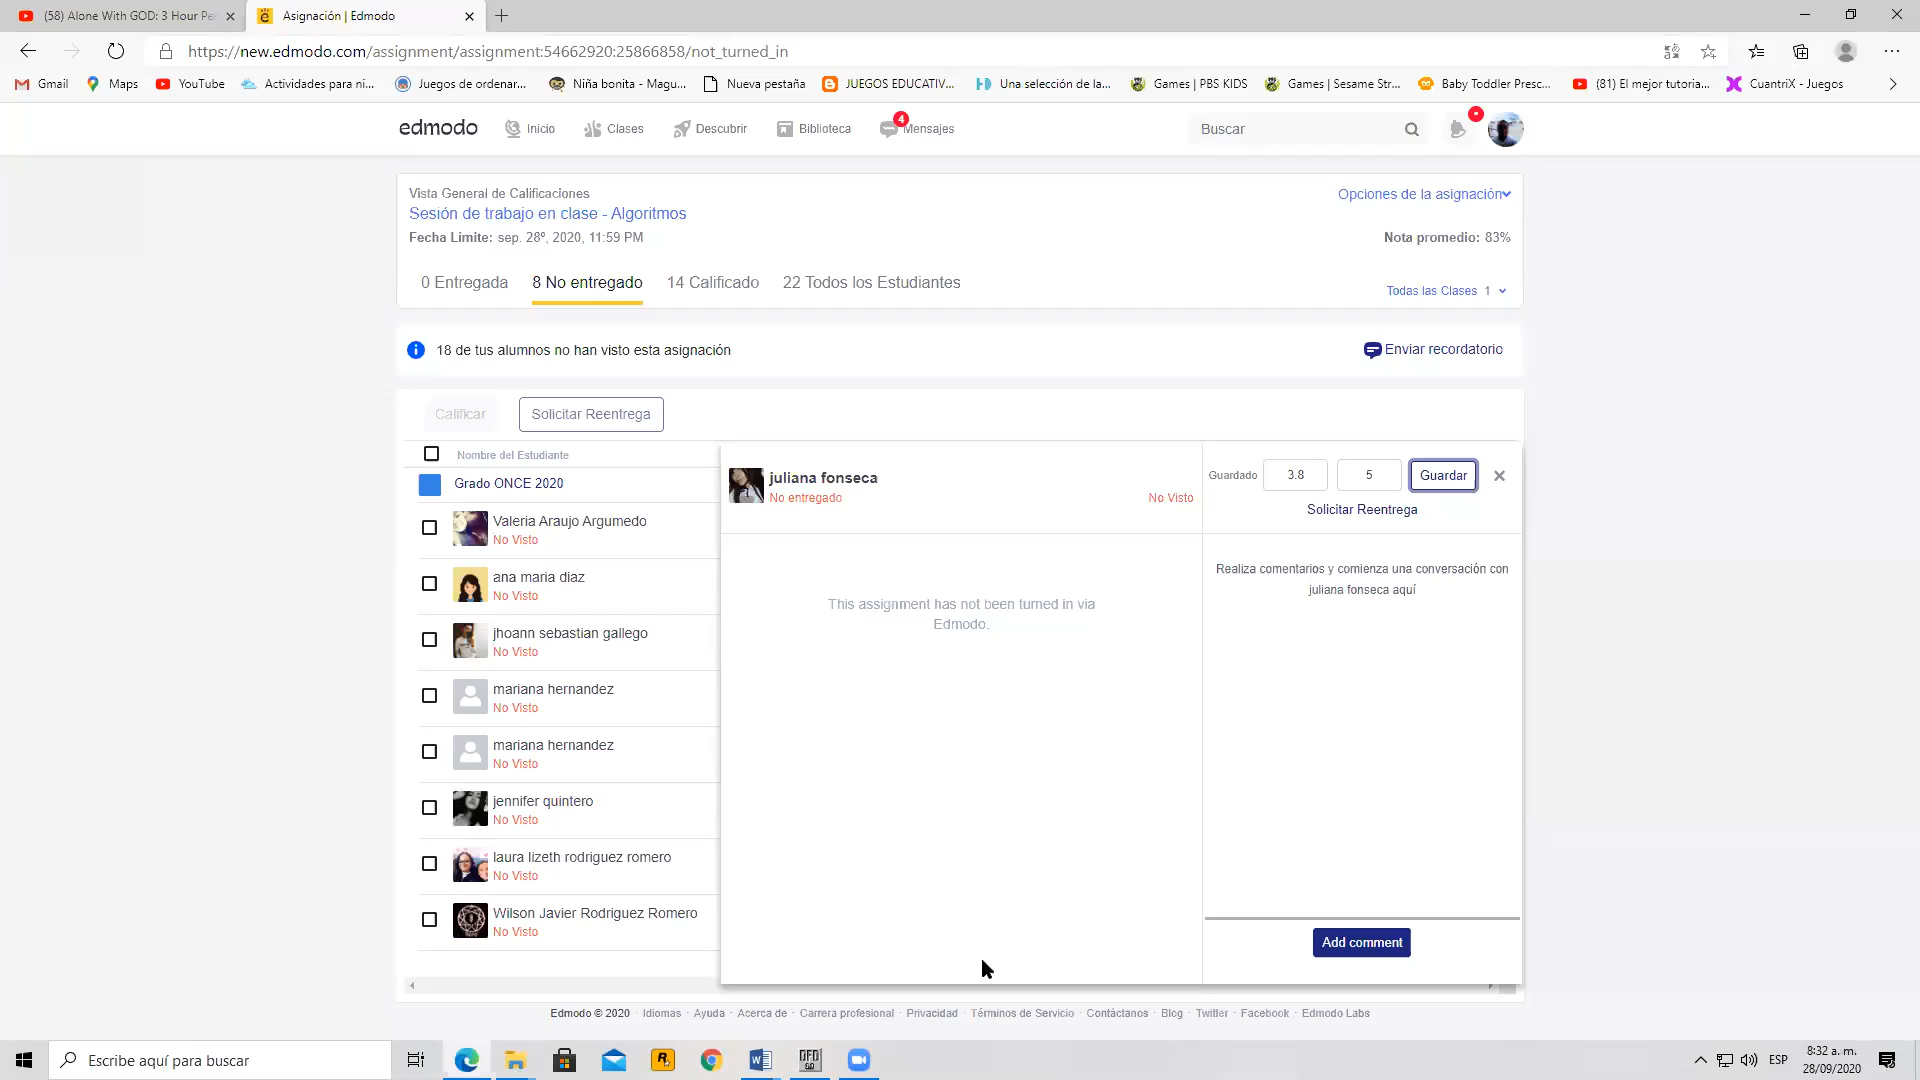 (58) Alone With GOD: 3 Hour Pe
Asignación | Edmodo
https://new.edmodo.com/assignment/assignment:54662920:25866858/not_turned_in
Gmail
Maps
YouTube
Actividades para ni...
Juegos de ordenar...
Niña bonita - Magu...
Nueva pestaña
JUEGOS EDUCATIV...
Una selección de la...
Games | PBS KIDS
Games | Sesame Str...
Baby Toddler Presc...
(81) El mejor tutoria...
CuantriX - Juegos
edmodo
Inicio
Clases
Descubrir
Biblioteca
4
Mensajes
Buscar
Vista General de Calificaciones
Opciones de la asignación
Sesión de trabajo en clase - Algoritmos
Fecha Limite: sep. 28º, 2020, 11:59 PM
Nota promedio: 83%
0 Entregada
8 No entregado
14 Calificado
22 Todos los Estudiantes
Todas las Clases 1
18 de tus alumnos no han visto esta asignación
Enviar recordatorio
Calificar
Solicitar Reentrega
Nombre del Estudiante
Grado ONCE 2020
Valeria Araujo Argumedo
No Visto
ana maria diaz
No Visto
jhoann sebastian gallego
No Visto
mariana hernandez
No Visto
mariana hernandez
No Visto
jennifer quintero
No Visto
laura lizeth rodriguez romero
No Visto
Wilson Javier Rodriguez Romero
No Visto
juliana fonseca
No entregado
No Visto
This assignment has not been turned in via
Edmodo.
Guardado
3.8
5
Guardar
Solicitar Reentrega
Realiza comentarios y comienza una conversación con
juliana fonseca aquí
Add comment
Edmodo © 2020 · Idiomas · Ayuda · Acerca de · Carrera profesional · Privacidad · Términos de Servicio · Contáctanos · Blog · Twitter · Facebook · Edmodo Labs
Escribe aquí para buscar
ESP
8:32 a. m.
28/09/2020